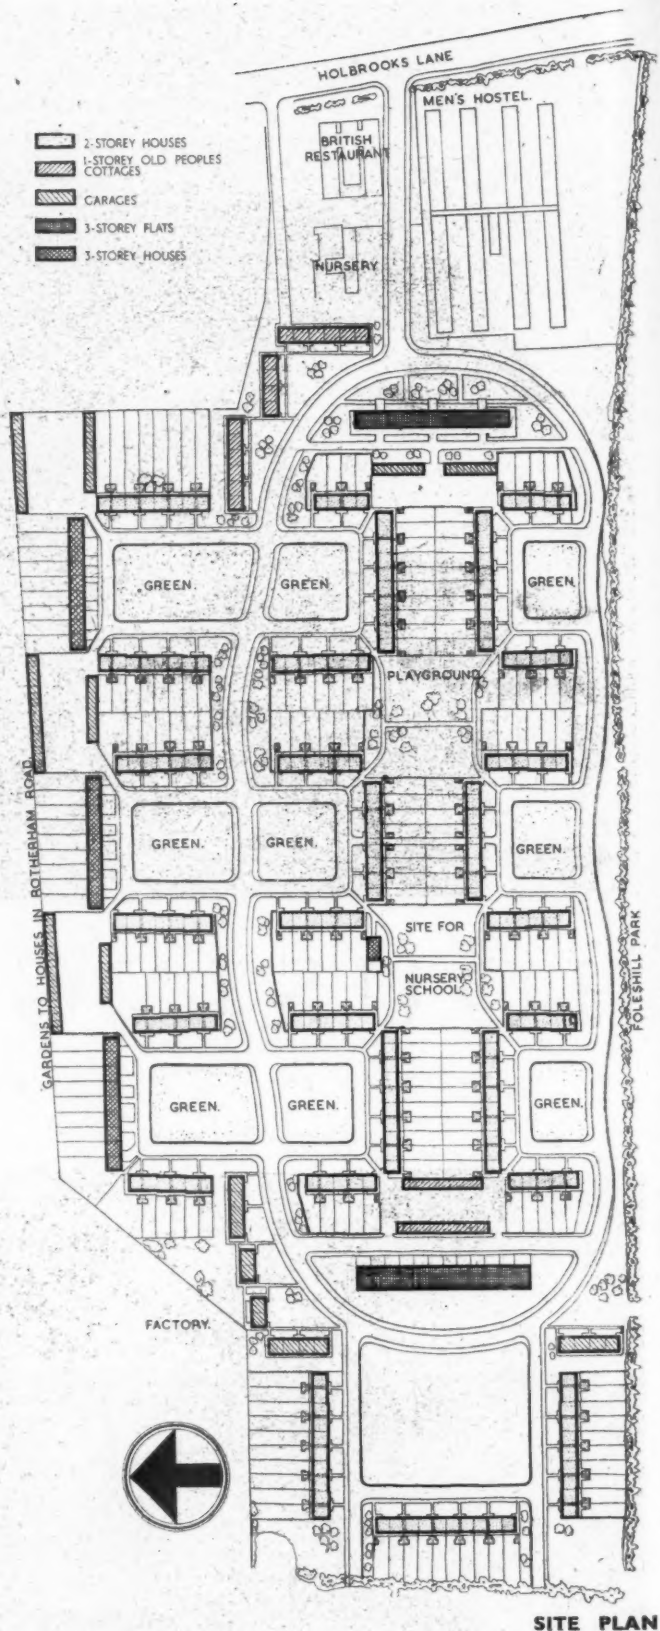 HOLBROOKS LANE
MEN'S HOSTEL.
2-STOREY HOUSES
1-STOREY OLD PEOPLES
COTTAGES
GARAGES
3-STOREY FLATS
3-STOREY HOUSES
BRITISH
RESTAURANT
NURSERY
GREEN.
GREEN.
GREEN.
PLAYGROUND.
GREEN.
GREEN.
GREEN.
GARDENS TO HOUSES IN ROTHERHAM ROAD
SITE FOR
NURSERY
SCHOOL
FOLESHILL PARK
GREEN.
GREEN.
GREEN.
FACTORY.
SITE PLAN